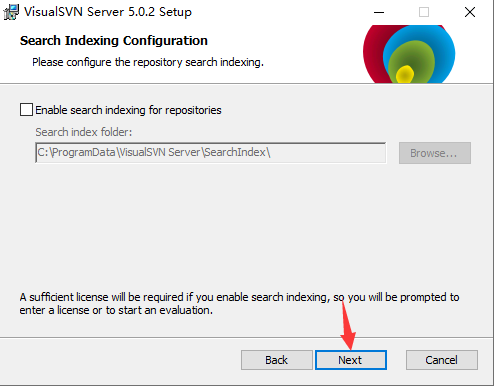 VisualSVN Server 5.0.2 Setup
Search Indexing Configuration
Please configure the repository search indexing.
Enable search indexing for repositories
Search index folder:
C:\ProgramData\VisualSVN Server\SearchIndex\
Browse...
A sufficient license will be required if you enable search indexing, so you will be prompted to
enter a license or to start an evaluation.
Back
Next
Cancel